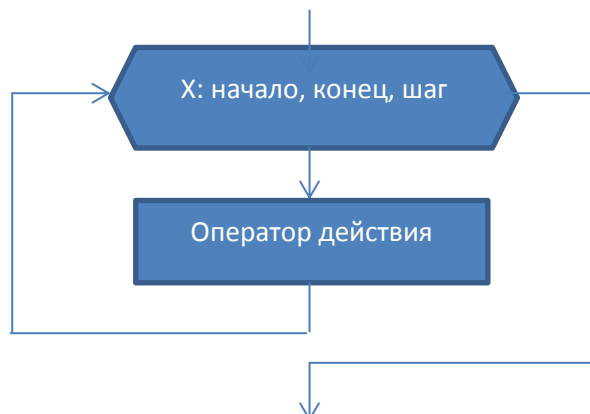 X: начало, конец, шаг
Оператор действия